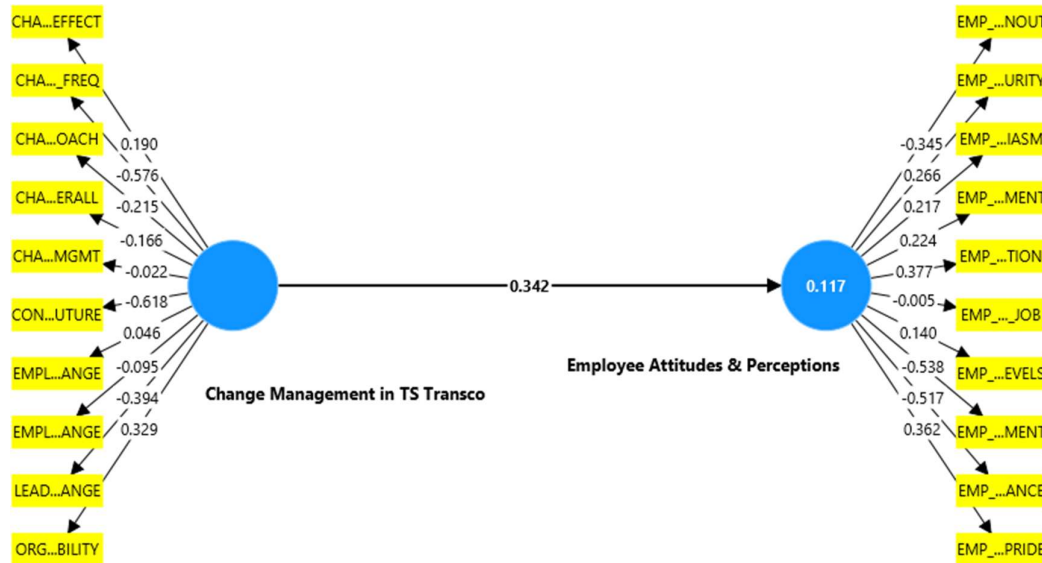 CHA...EFFECT
CHA..._FREQ
CHA...OACH
CHA...ERALL
CHA...MGMT
CON...UTURE
EMPL...ANGE
EMPL...ANGE
LEAD...ANGE
ORG...BILITY
0.190
-0.576
-0.215
-0.166
-0.022
-0.618
0.046
-0.095
-0.394
0.329
Change Management in TS Transco
0.342
0.117
Employee Attitudes & Perceptions
-0.345
0.266
0.217
0.224
0.377
-0.005
0.140
-0.538
-0.517
0.362
EMP_...NOUT
EMP_...URITY
EMP_...IASM
EMP_...MENT
EMP_...TION
EMP_..._JOB
EMP_...EVELS
EMP_...MENT
EMP_...ANCE
EMP_...PRIDE